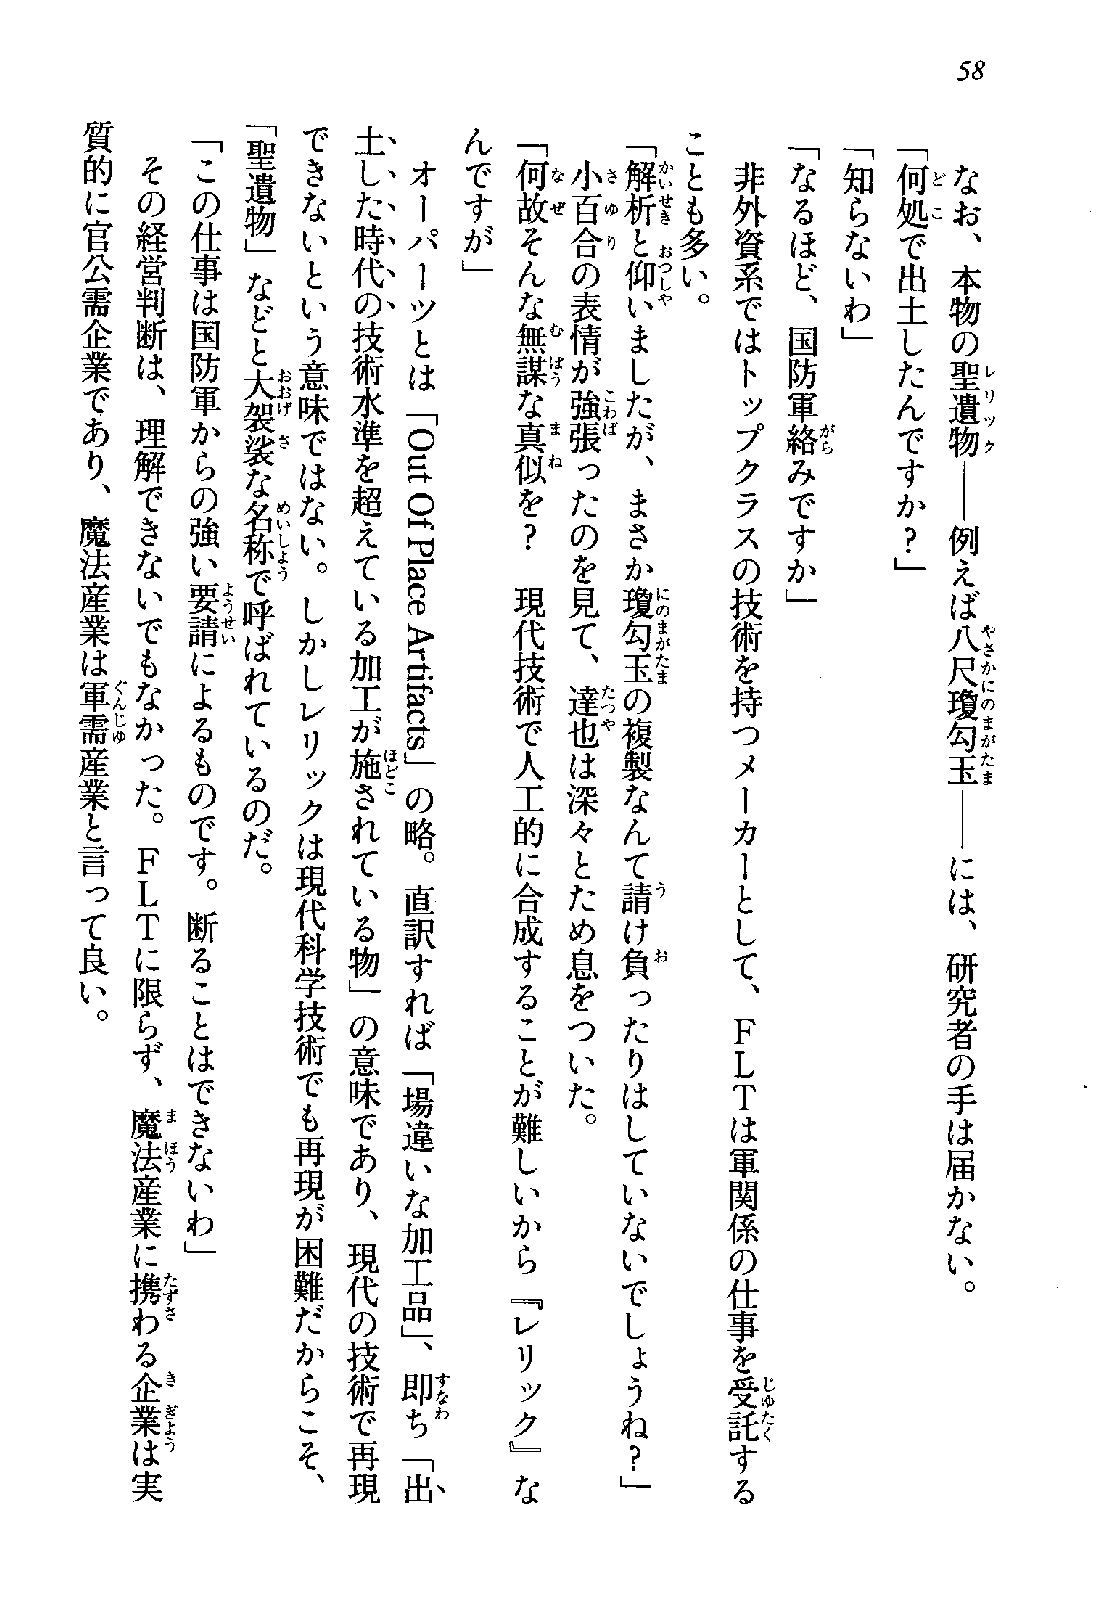 58
なお、本物の聖遺物――例えば八尺瓊勾玉――には、研究者の手は届かない。
「何処で出土したんですか？」
「知らないわ」
「なるほど、国防軍絡みですか」
非外資系ではトップクラスの技術を持つメーカーとして、ＦＬＴは軍関係の仕事を受託する
ことも多い。
「解析と仰いましたが、まさか瓊勾玉の複製なんて請け負ったりはしていないでしょうね？」
小百合の表情が強張ったのを見て、達也は深々とため息をついた。
「何故そんな無謀な真似を？　現代技術で人工的に合成することが難しいから『レリック』な
んですが」
オーパーツとは「Out Of Place Artifacts」の略。直訳すれば「場違いな加工品」、即ち「出
土した時代の技術水準を超えている加工が施されている物」の意味であり、現代の技術で再現
できないという意味ではない。しかしレリックは現代科学技術でも再現が困難だからこそ、
「聖遺物」などと大袈裟な名称で呼ばれているのだ。
「この仕事は国防軍からの強い要請によるものです。断ることはできないわ」
その経営判断は、理解できないでもなかった。ＦＬＴに限らず、魔法産業に携わる企業は実
質的に官公需企業であり、魔法産業は軍需産業と言って良い。